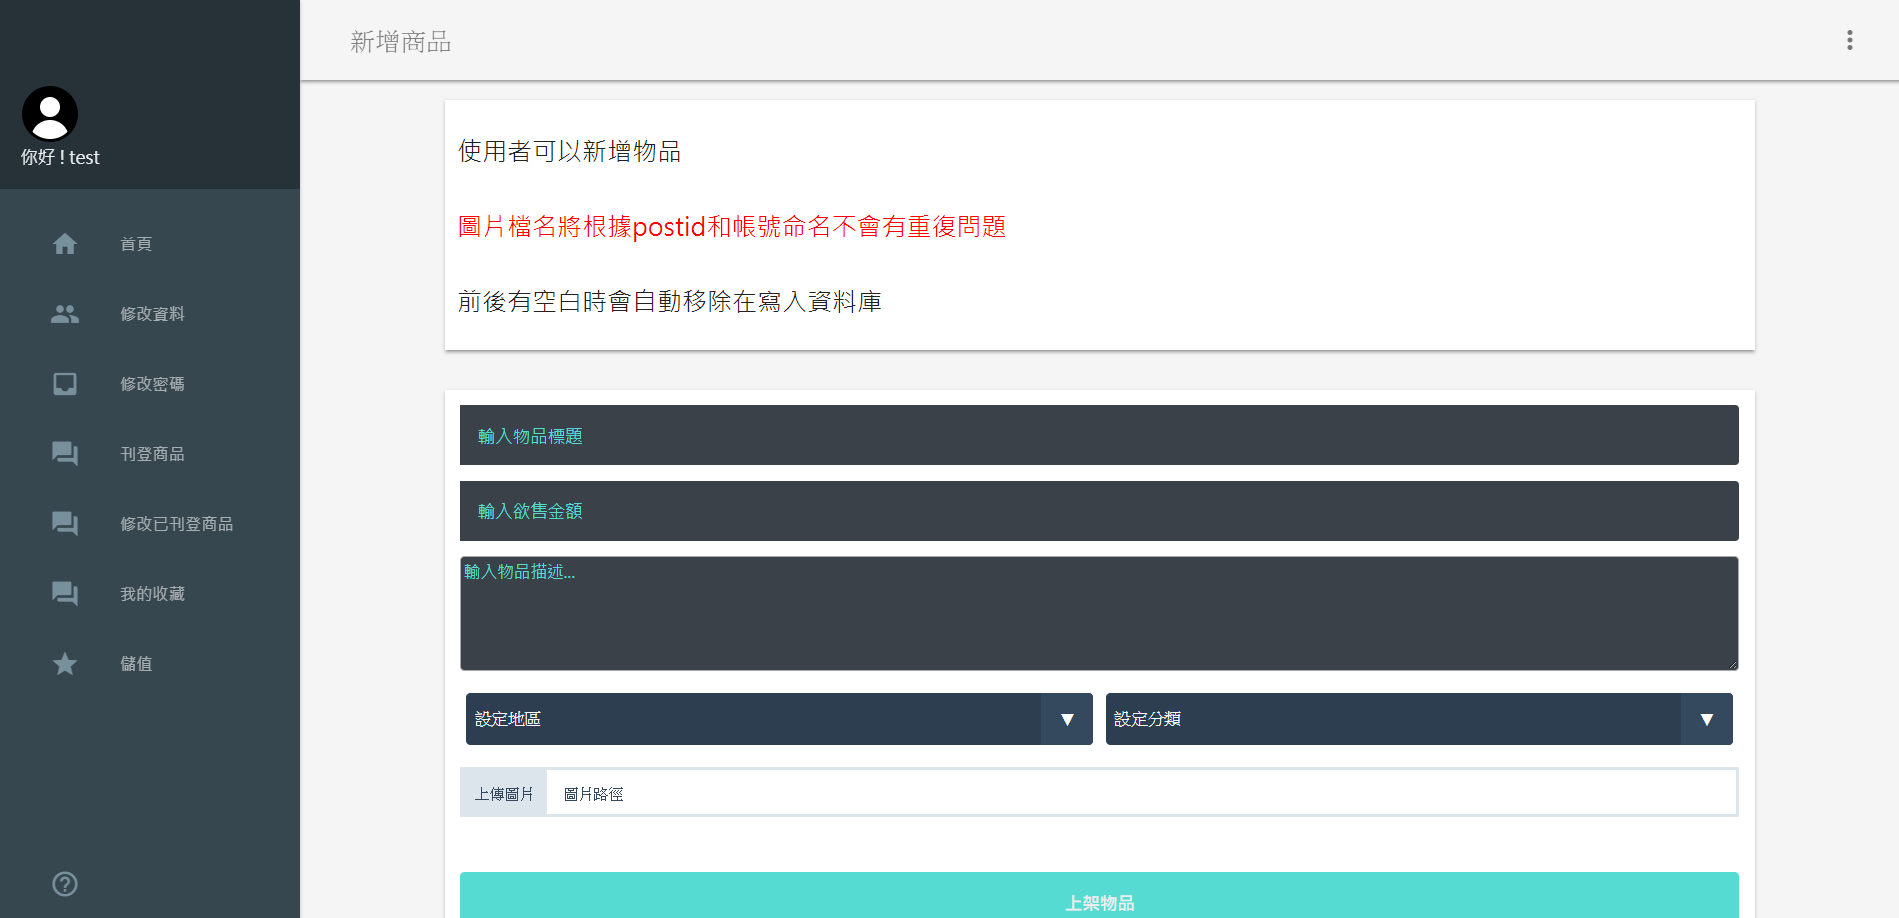 你好 ! test
首頁
修改資料
修改密碼
刊登商品
修改已刊登商品
我的收藏
儲值
新增商品
使用者可以新增物品
圖片檔名將根據postid和帳號命名不會有重復問題
前後有空白時會自動移除在寫入資料庫
輸入物品標題
輸入欲售金額
輸入物品描述...
設定地區
設定分類
上傳圖片 圖片路徑
上架物品